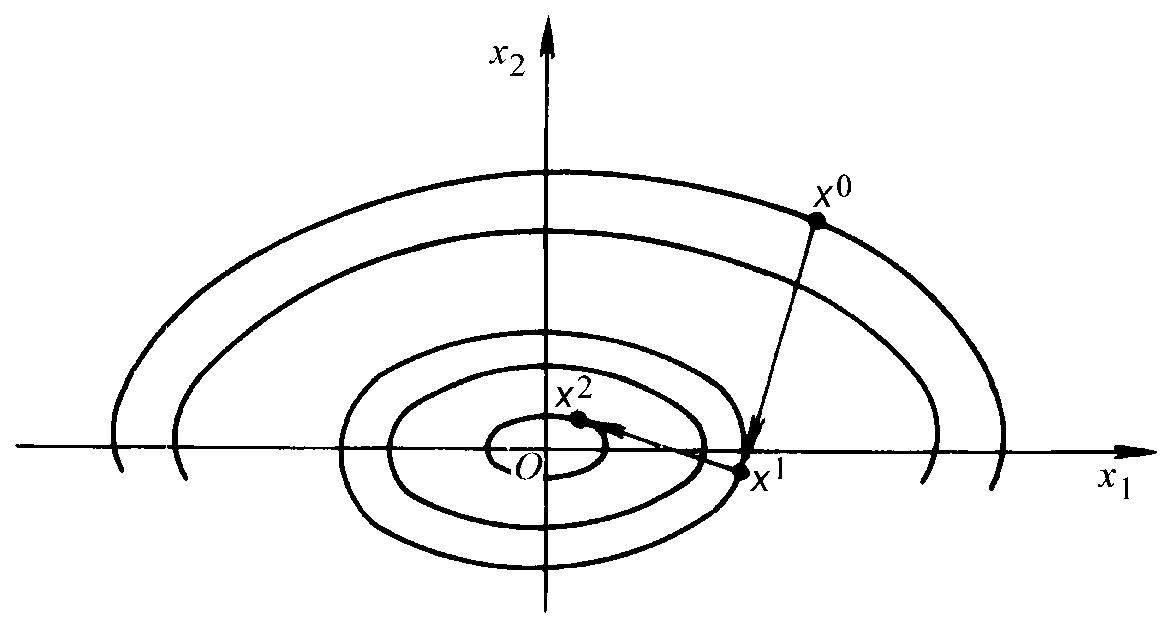 x₂
x⁰
x²
O
x¹
x₁